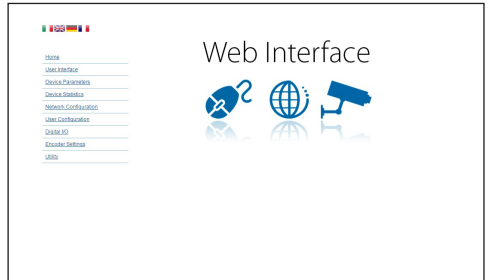 Web Interface
Home
User Interface
Device Parameters
Device Statistics
Network Configuration
User Configuration
Digital I/O
Encoder Settings
Utility